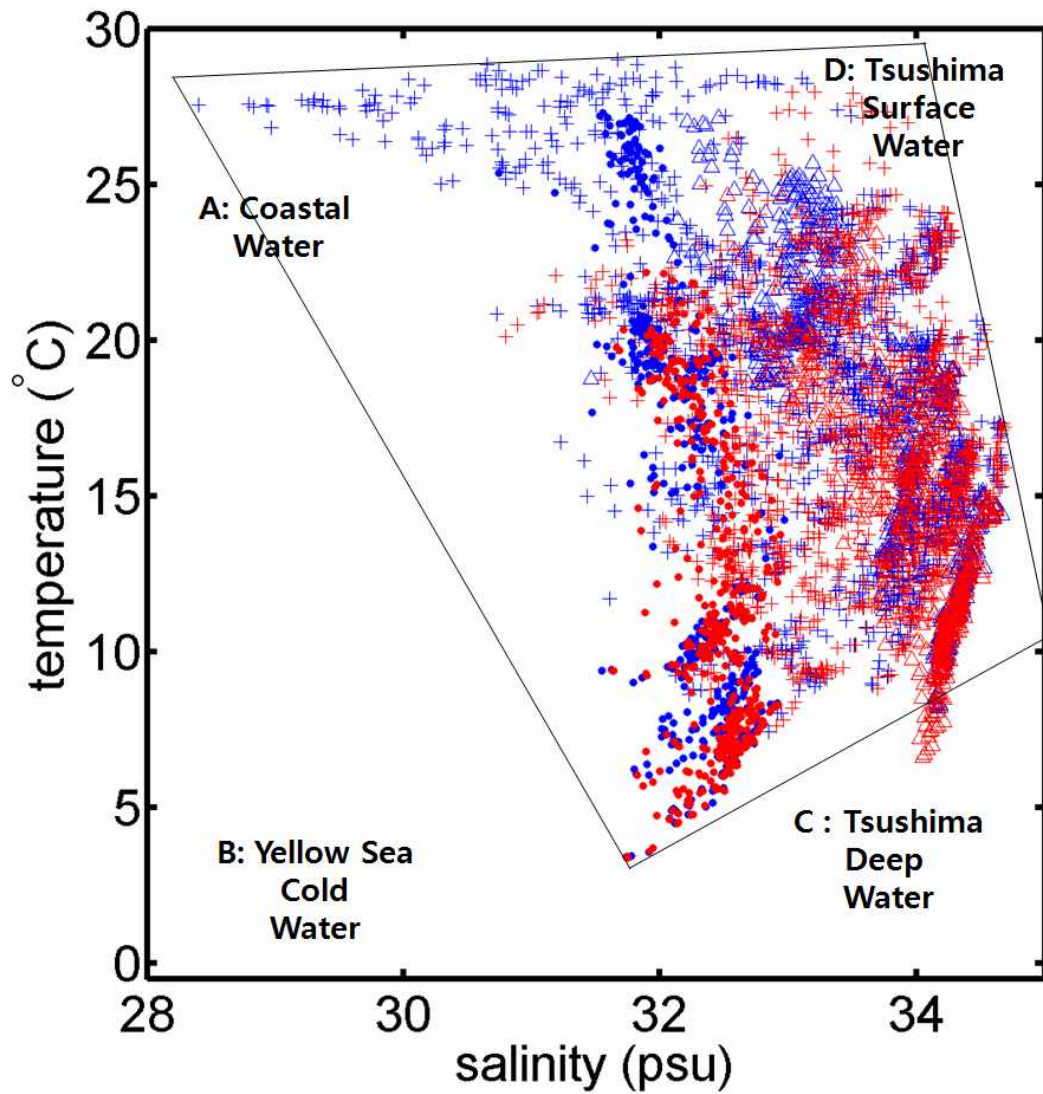 30
25
20
15
10
5
0
temperature (°C)
28
30
32
34
salinity (psu)
A: Coastal
Water
B: Yellow Sea
Cold
Water
C : Tsushima
Deep
Water
D: Tsushima
Surface
Water